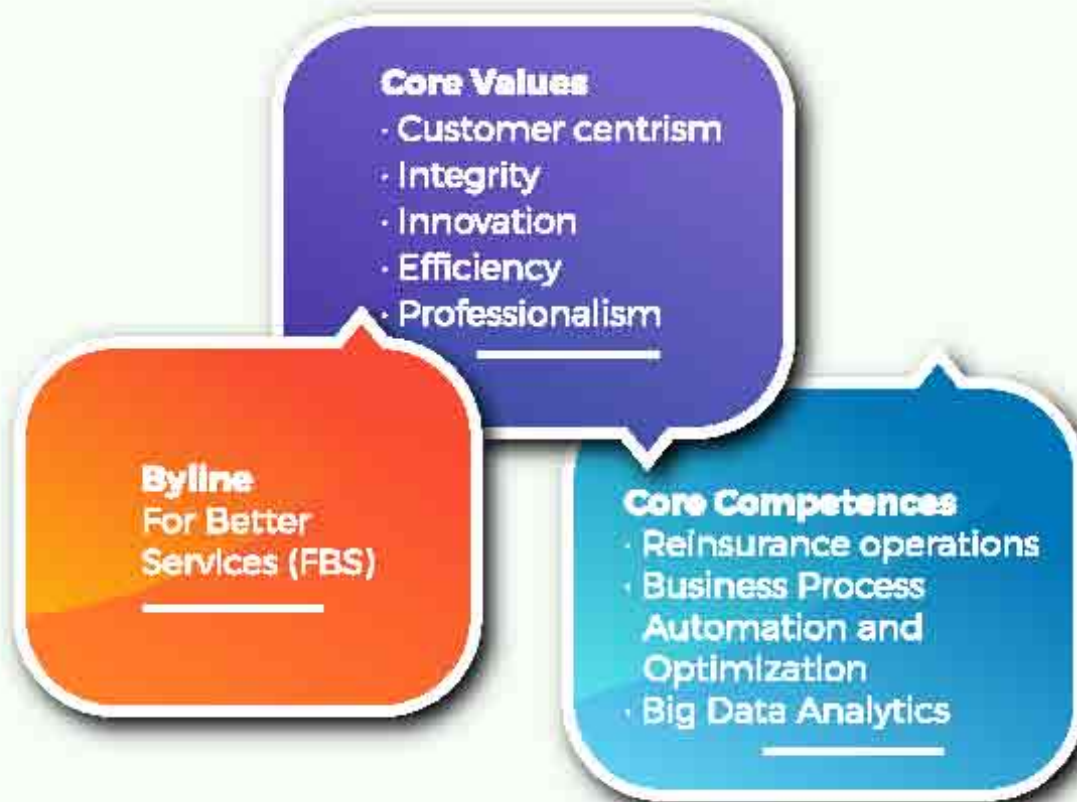 Core Values
· Customer centrism
· Integrity
· Innovation
· Efficiency
· Professionalism
Byline
For Better
Services (FBS)
Core Competences
· Reinsurance operations
· Business Process
Automation and
Optimization
· Big Data Analytics